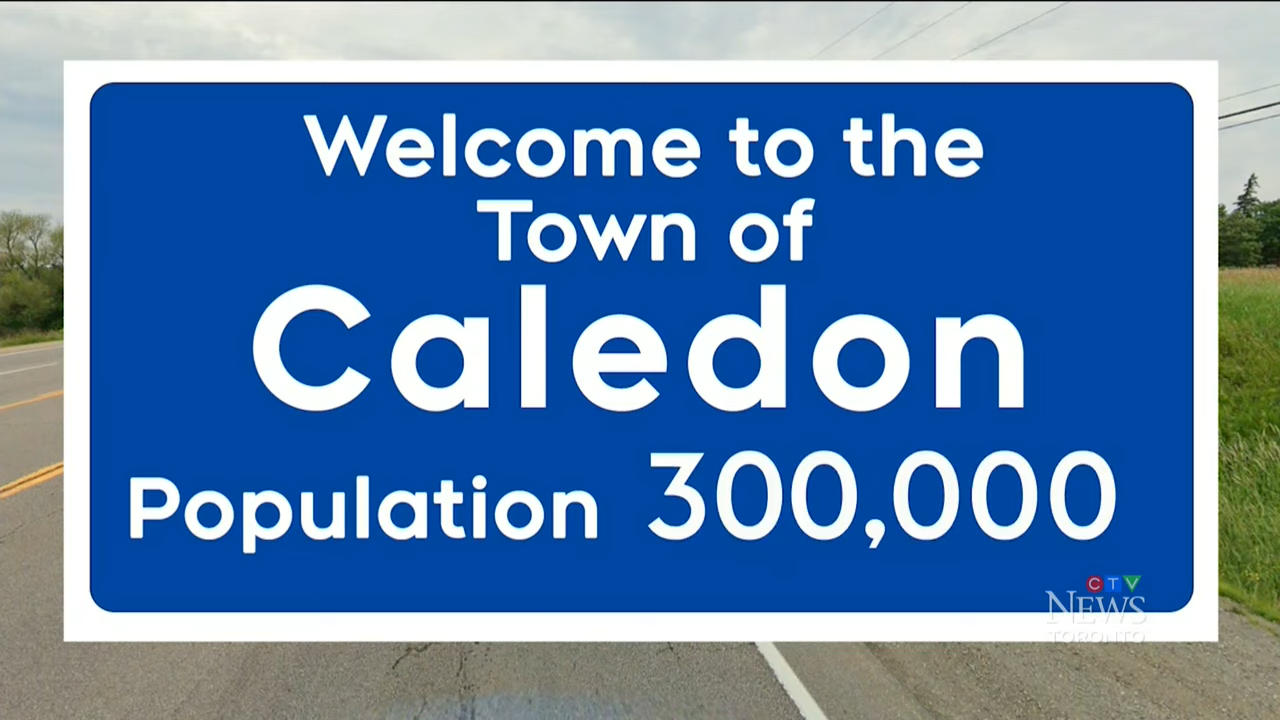 Welcome to the
Town of
Caledon
Population 300,000
CTV
NEWS
TORONTO